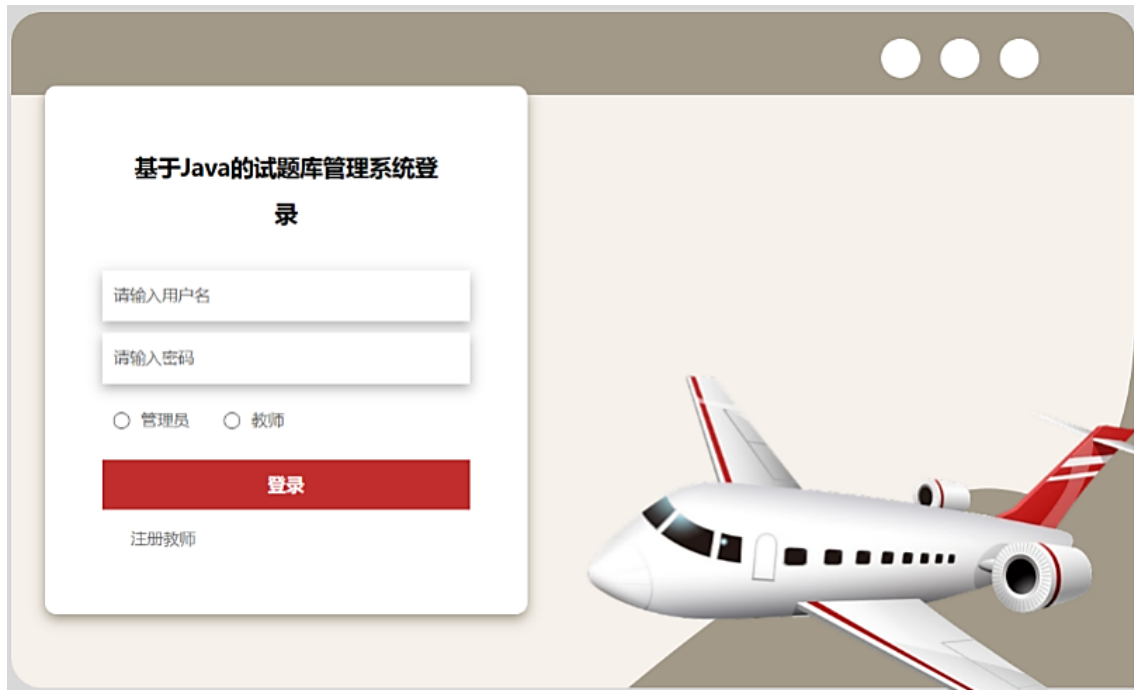 基于Java的试题库管理系统登
录
请输入用户名
请输入密码
管理员 教师
登录
注册教师